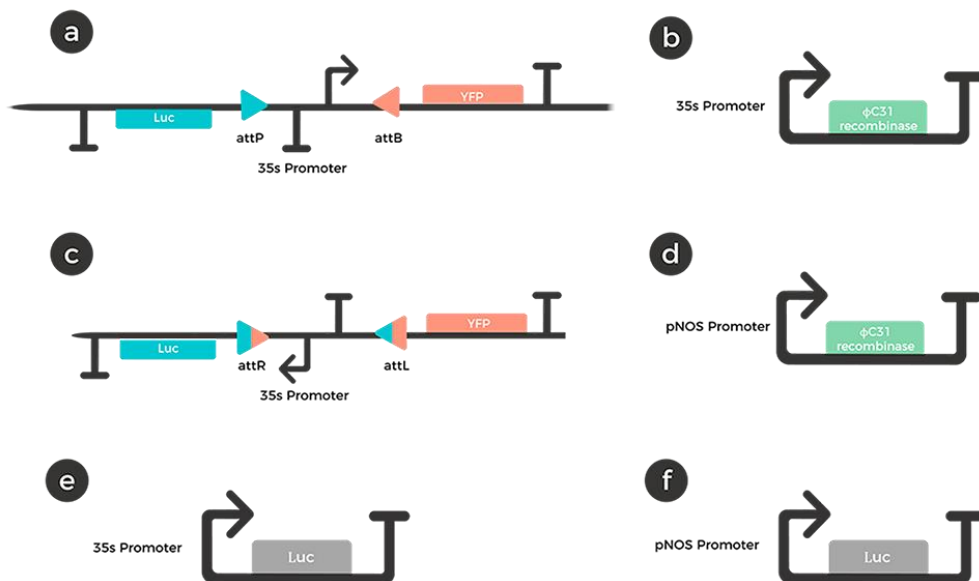 a
b
YFP
Luc
attP
attB
35s Promoter
35s Promoter
ϕC31
recombinase
c
d
YFP
Luc
attR
attL
35s Promoter
pNOS Promoter
ϕC31
recombinase
e
f
35s Promoter
Luc
pNOS Promoter
Luc